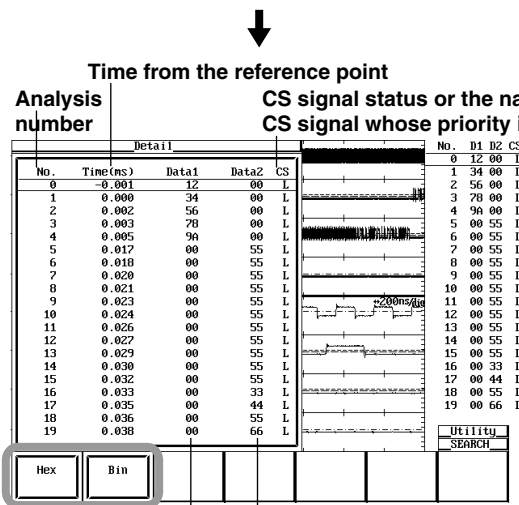 Time from the reference point
Analysis
number
CS signal status or the na
CS signal whose priority i
Detail
No. Time(ms) Data1 Data2 CS
0 -0.001 12 00 L
1 0.000 34 00 L
2 0.002 56 00 L
3 0.003 78 00 L
4 0.005 9A 00 L
5 0.017 00 55 L
6 0.018 00 55 L
7 0.020 00 55 L
8 0.021 00 55 L
9 0.023 00 55 L
10 0.024 00 55 L
11 0.026 00 55 L
12 0.027 00 55 L
13 0.029 00 55 L
14 0.030 00 55 L
15 0.032 00 55 L
16 0.033 00 33 L
17 0.035 00 44 L
18 0.036 00 55 L
19 0.038 00 66 L
200ns/div
No. D1 D2 CS
0 12 00 L
1 34 00 L
2 56 00 L
3 78 00 L
4 9A 00 L
5 00 55 L
6 00 55 L
7 00 55 L
8 00 55 L
9 00 55 L
10 00 55 L
11 00 55 L
12 00 55 L
13 00 55 L
14 00 55 L
15 00 55 L
16 00 33 L
17 00 44 L
18 00 55 L
19 00 66 L
Utility
SEARCH
Hex
Bin